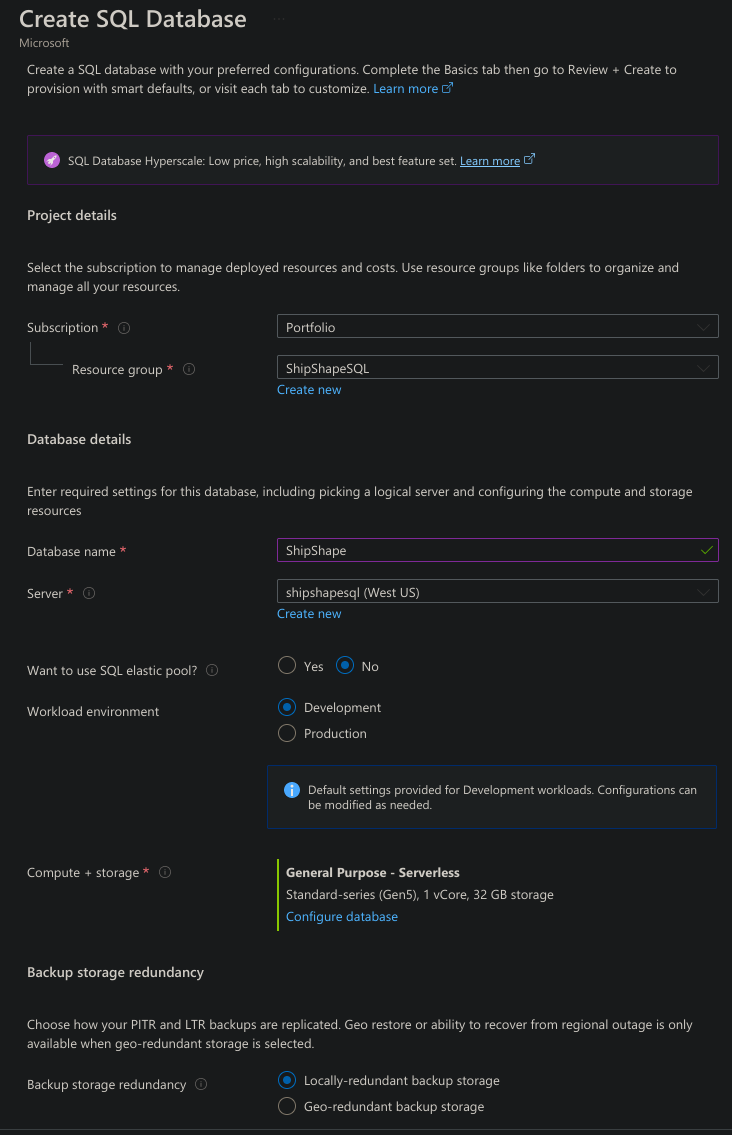 Create SQL Database
...
Microsoft
Create a SQL database with your preferred configurations. Complete the Basics tab then go to Review + Create to
provision with smart defaults, or visit each tab to customize. Learn more
SQL Database Hyperscale: Low price, high scalability, and best feature set. Learn more
Project details
Select the subscription to manage deployed resources and costs. Use resource groups like folders to organize and
manage all your resources.
Subscription *
Portfolio
Resource group *
ShipShapeSQL
Create new
Database details
Enter required settings for this database, including picking a logical server and configuring the compute and storage
resources
Database name *
ShipShape
Server *
shipshapesql (West US)
Create new
Want to use SQL elastic pool?
Yes
No
Workload environment
Development
Production
Default settings provided for Development workloads. Configurations can
be modified as needed.
Compute + storage *
General Purpose - Serverless
Standard-series (Gen5), 1 vCore, 32 GB storage
Configure database
Backup storage redundancy
Choose how your PITR and LTR backups are replicated. Geo restore or ability to recover from regional outage is only
available when geo-redundant storage is selected.
Backup storage redundancy
Locally-redundant backup storage
Geo-redundant backup storage